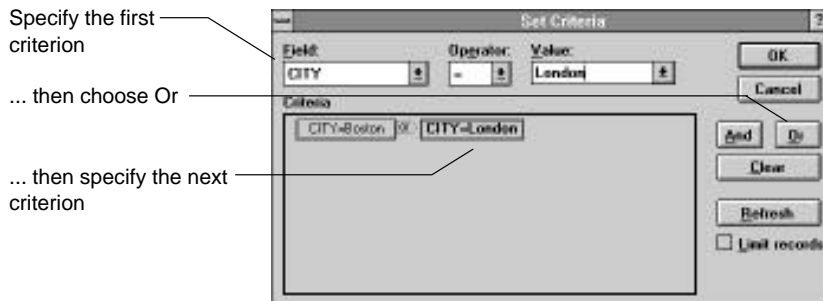 Specify the first
criterion
... then choose Or
... then specify the next
criterion
Set Criteria
Field:
Operator:
Value:
CITY
=
London
OK
Cancel
Criteria
CITY=Boston OR CITY=London
And
Or
Clear
Refresh
Limit records